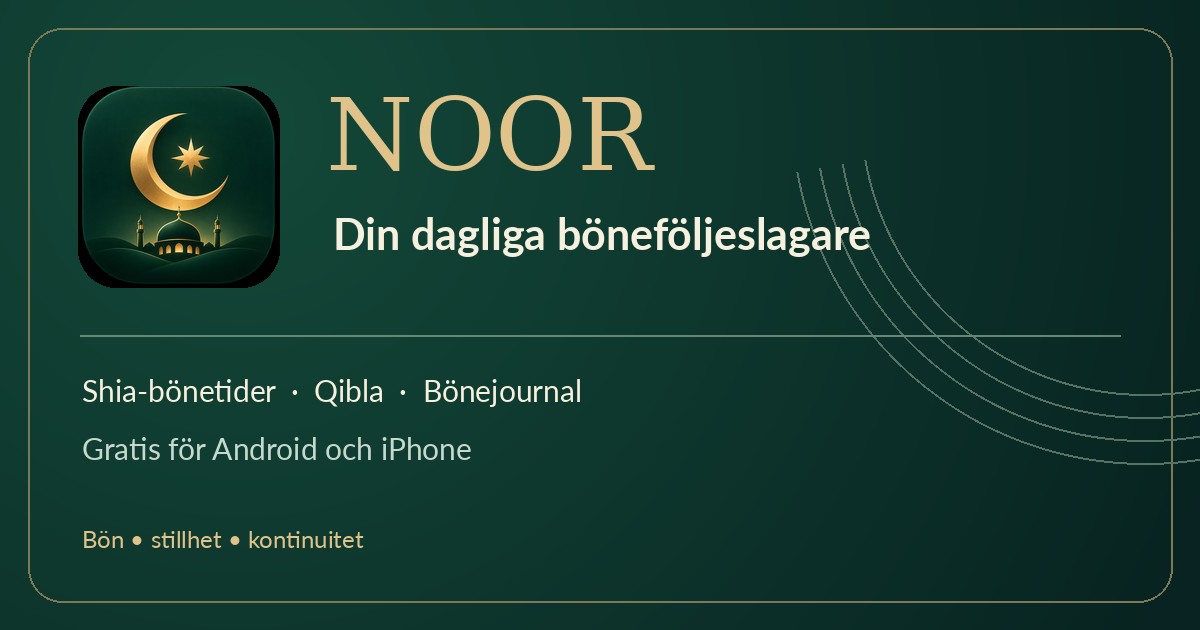 NOOR
Din dagliga böneföljeslagare
Shia-bönetider · Qibla · Bönejournal
Gratis för Android och iPhone
Bön • stillhet • kontinuitet